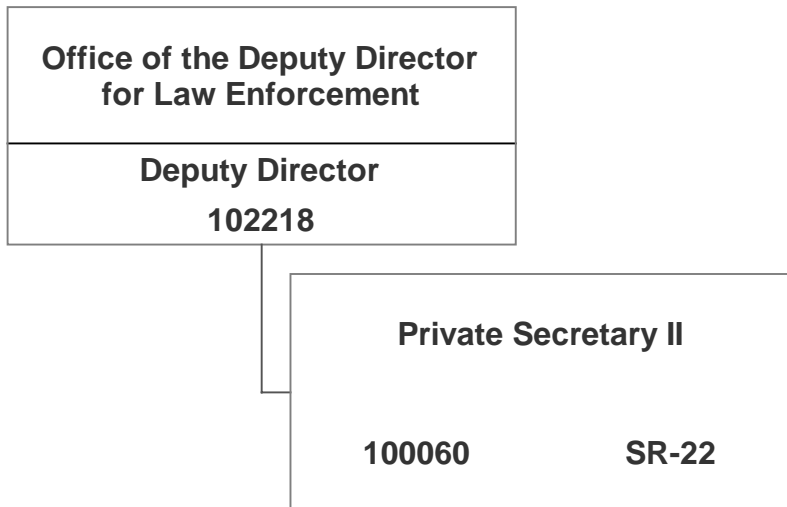 Office of the Deputy Director
for Law Enforcement
Deputy Director
102218
Private Secretary II
100060 SR-22